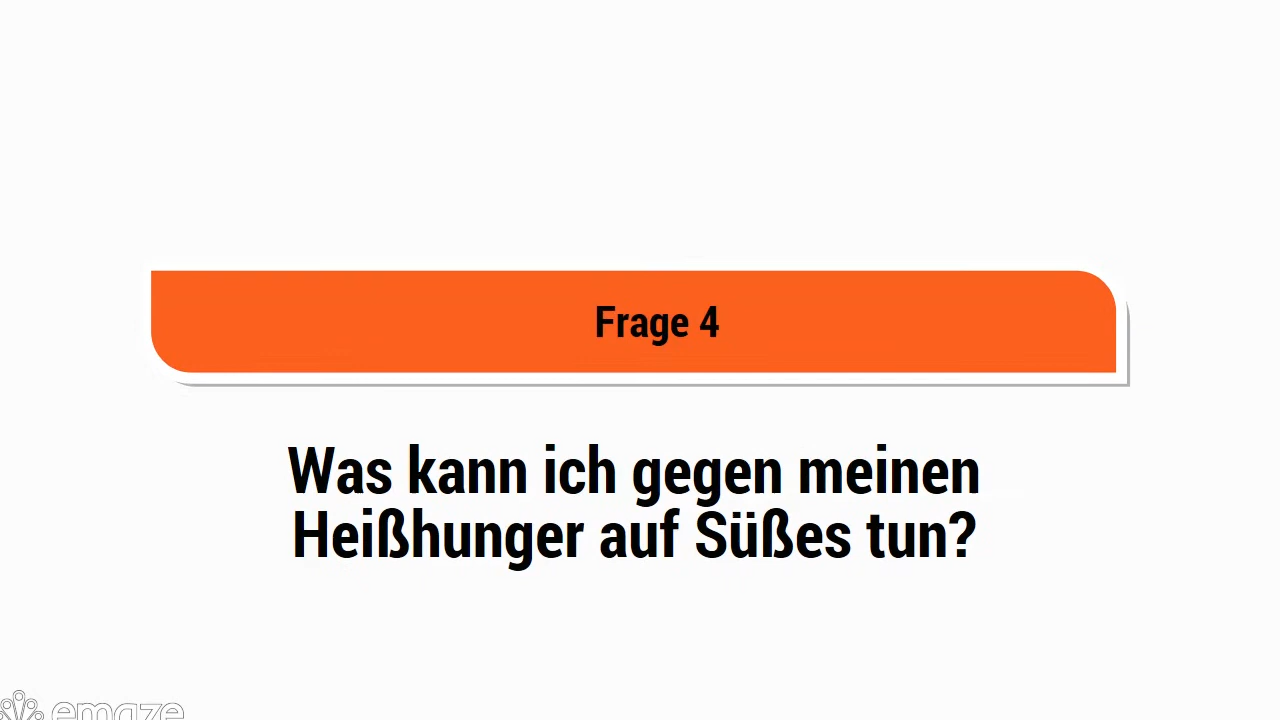 Frage 4
Was kann ich gegen meinen
Heißhunger auf Süßes tun?
emaze